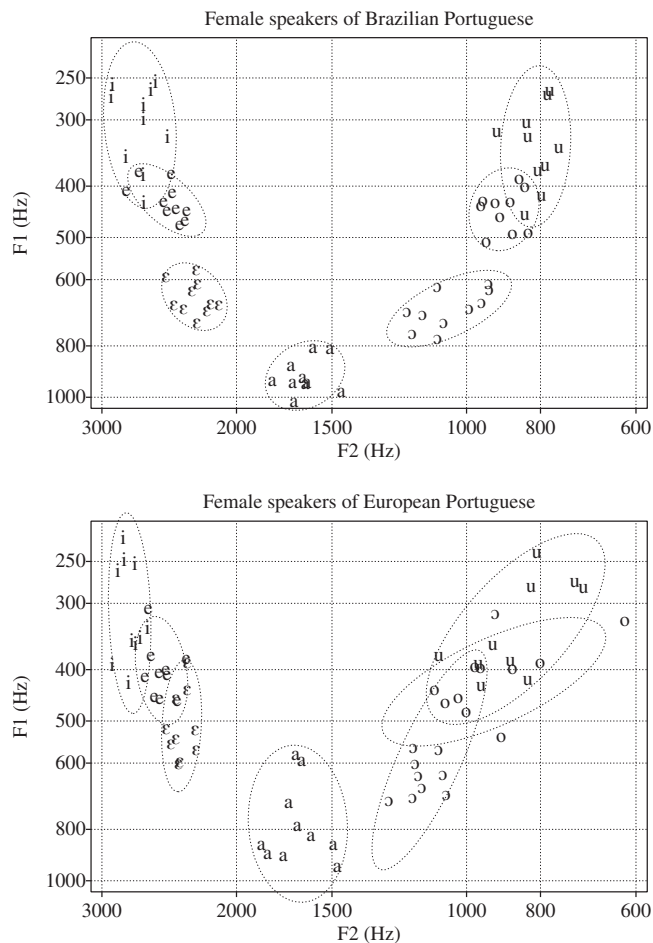 Female speakers of Brazilian Portuguese
F1 (Hz)
250
300
400
500
600
800
1000
i i i i i i i i i i
e e e e e e e e e e
ɛ ɛ ɛ ɛ ɛ ɛ ɛ ɛ ɛ ɛ
a a a a a a a a a a
ɔ ɔ ɔ ɔ ɔ ɔ ɔ ɔ ɔ ɔ
o o o o o o o o o o
u u u u u u u u u u
3000 2000 1500 1000 800 600
F2 (Hz)
Female speakers of European Portuguese
F1 (Hz)
250
300
400
500
600
800
1000
i i i i i i i i i i
e e e e e e e e e e
ɛ ɛ ɛ ɛ ɛ ɛ ɛ ɛ ɛ ɛ
a a a a a a a a a a
ɔ ɔ ɔ ɔ ɔ ɔ ɔ ɔ ɔ ɔ
o o o o o o o o o o
u u u u u u u u u u
3000 2000 1500 1000 800 600
F2 (Hz)